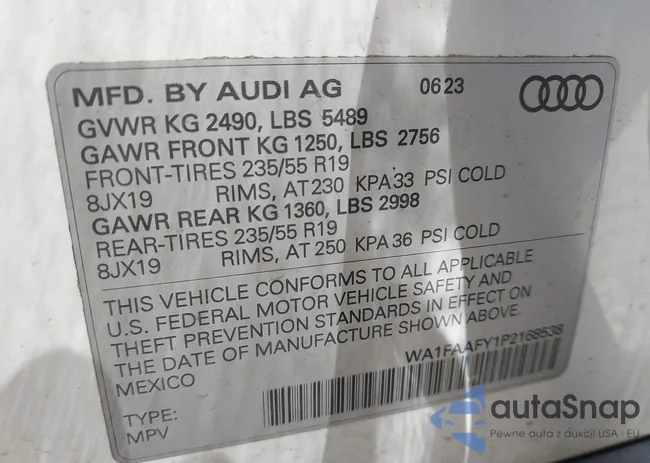 MFD. BY AUDI AG 06 23
GVWR KG 2490, LBS 5489
GAWR FRONT KG 1250, LBS 2756
FRONT-TIRES 235/55 R19
8JX19 RIMS, AT 230 KPA 33 PSI COLD
GAWR REAR KG 1360, LBS 2998
REAR-TIRES 235/55 R19
8JX19 RIMS, AT 250 KPA 36 PSI COLD
THIS VEHICLE CONFORMS TO ALL APPLICABLE
U.S. FEDERAL MOTOR VEHICLE SAFETY AND
THEFT PREVENTION STANDARDS IN EFFECT ON
THE DATE OF MANUFACTURE SHOWN ABOVE.
MEXICO
WA1FAAFY1P2168538
TYPE:
MPV
autaSnap
Pewne auta z aukcji USA i EU